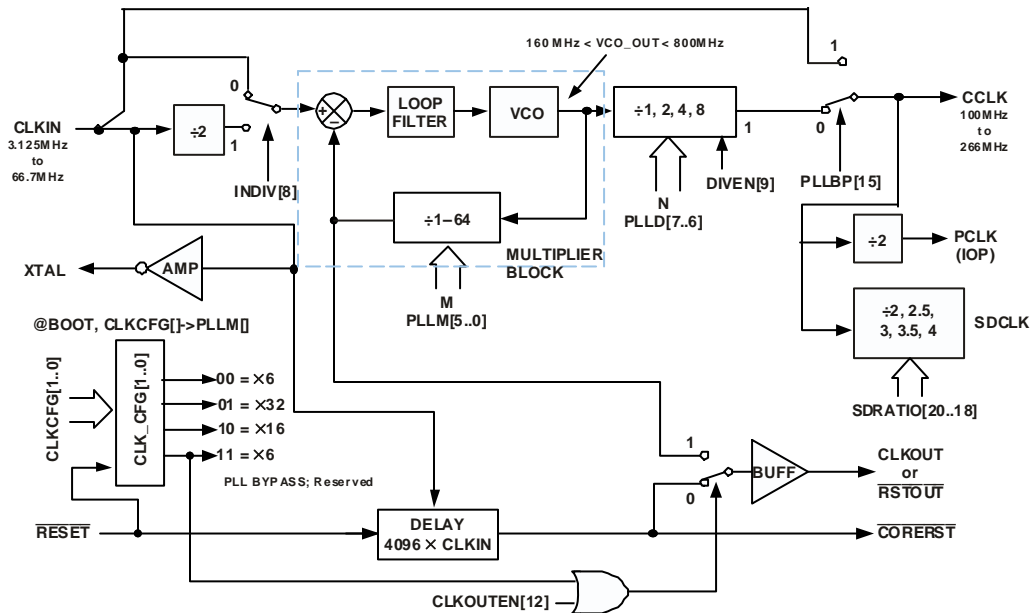 160 MHz < VCO_OUT < 800MHz
1
0
CLKIN
3.125MHz
to
66.7MHz
÷2
1
INDIV[8]
+
–
LOOP
FILTER
VCO
÷1, 2, 4, 8
1
DIVEN[9]
N
PLLD[7..6]
0
PLLBP[15]
CCLK
100MHz
to
266MHz
÷1–64
MULTIPLIER
BLOCK
M
PLLM[5..0]
÷2
PCLK
(IOP)
÷2, 2.5,
3, 3.5, 4
SDCLK
SDRATIO[20..18]
XTAL
AMP
@BOOT, CLKCFG[]->PLLM[]
CLKCFG[1..0]
CLK_CFG[1..0]
00 = ×6
01 = ×32
10 = ×16
11 = ×6
PLL BYPASS; Reserved
1
0
BUFF
CLKOUT
or
RSTOUT
RESET
DELAY
4096 × CLKIN
CORERST
CLKOUTEN[12]